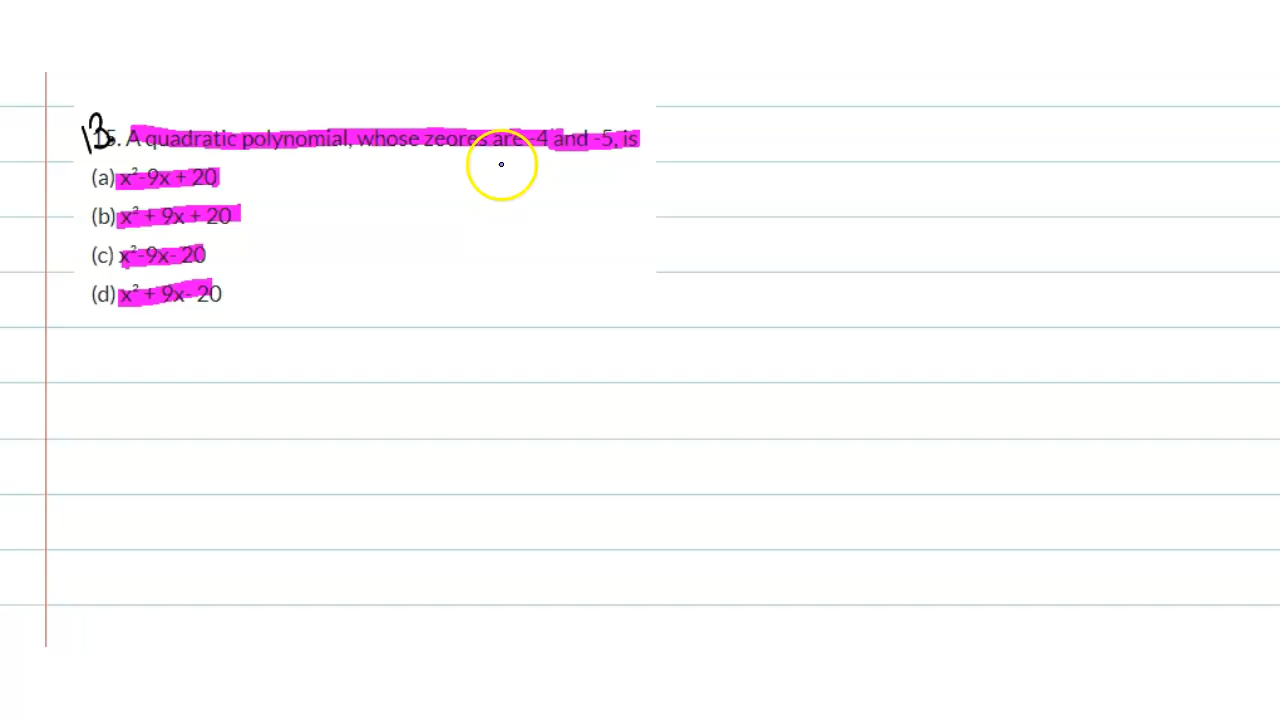 13. 15. A quadratic polynomial, whose zeores are -4 and -5, is
(a) x²-9x + 20
(b) x² + 9x + 20
(c) x²-9x- 20
(d) x² + 9x- 20